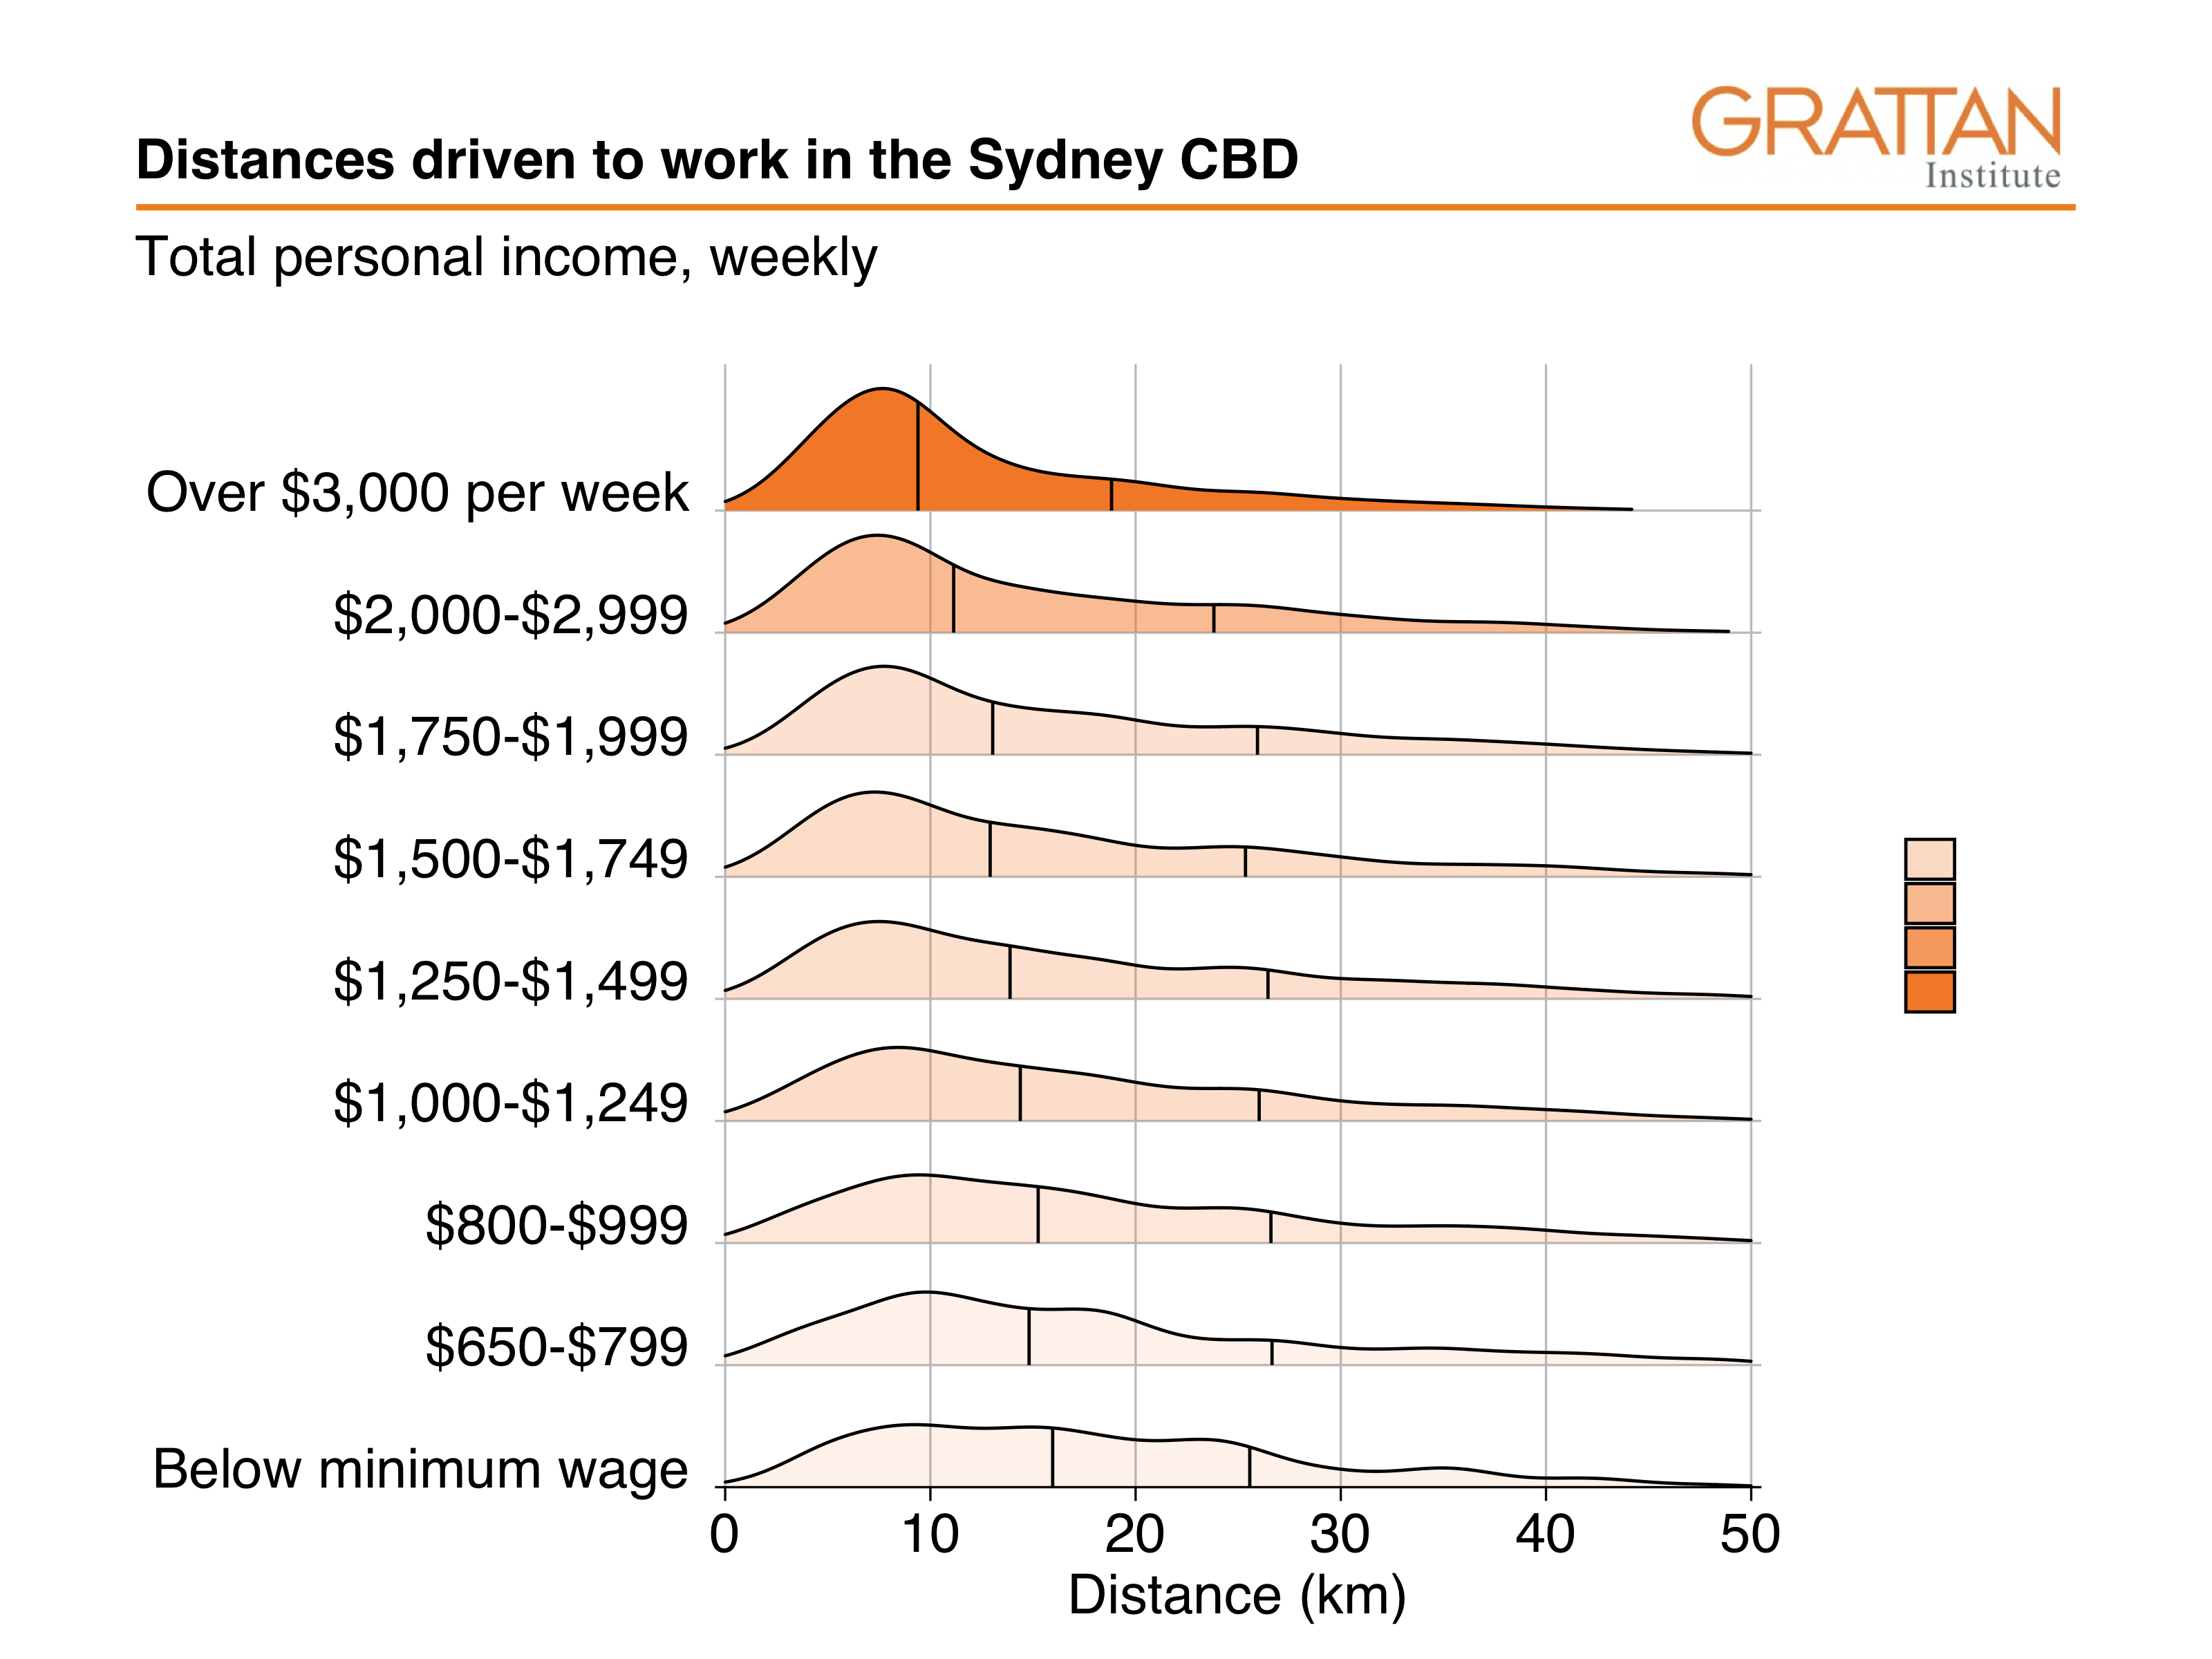 GRATTAN
Institute
Distances driven to work in the Sydney CBD
Total personal income, weekly
Over $3,000 per week
$2,000-$2,999
$1,750-$1,999
$1,500-$1,749
$1,250-$1,499
$1,000-$1,249
$800-$999
$650-$799
Below minimum wage
0 10 20 30 40 50
Distance (km)